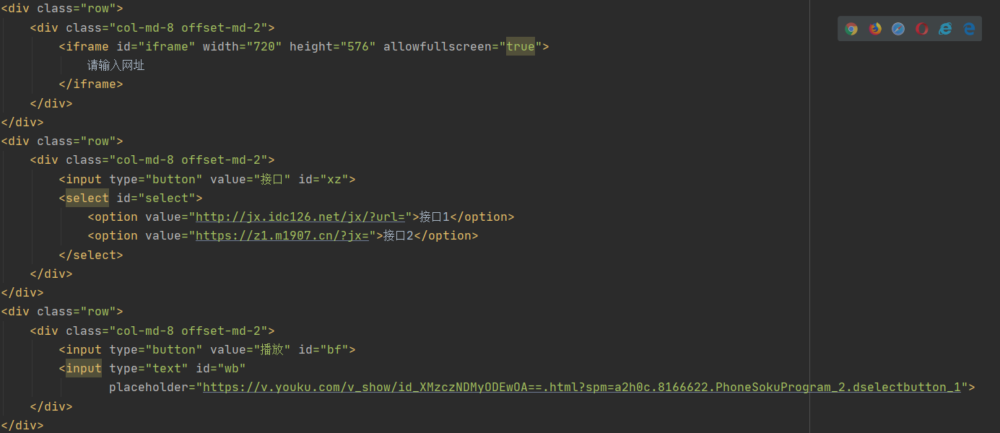 <div class="row">
    <div class="col-md-8 offset-md-2">
        <iframe id="iframe" width="720" height="576" allowfullscreen="true">
            请输入网址
        </iframe>
    </div>
</div>
<div class="row">
    <div class="col-md-8 offset-md-2">
        <input type="button" value="接口" id="xz">
        <select id="select">
            <option value="http://jx.idc126.net/jx/?url=">接口1</option>
            <option value="https://z1.m1907.cn/?jx=">接口2</option>
        </select>
    </div>
</div>
<div class="row">
    <div class="col-md-8 offset-md-2">
        <input type="button" value="播放" id="bf">
        <input type="text" id="wb"
               placeholder="https://v.youku.com/v_show/id_XMzczNDMyODEwOA==.html?spm=a2h0c.8166622.PhoneSokuProgram_2.dselectbutton_1">
    </div>
</div>